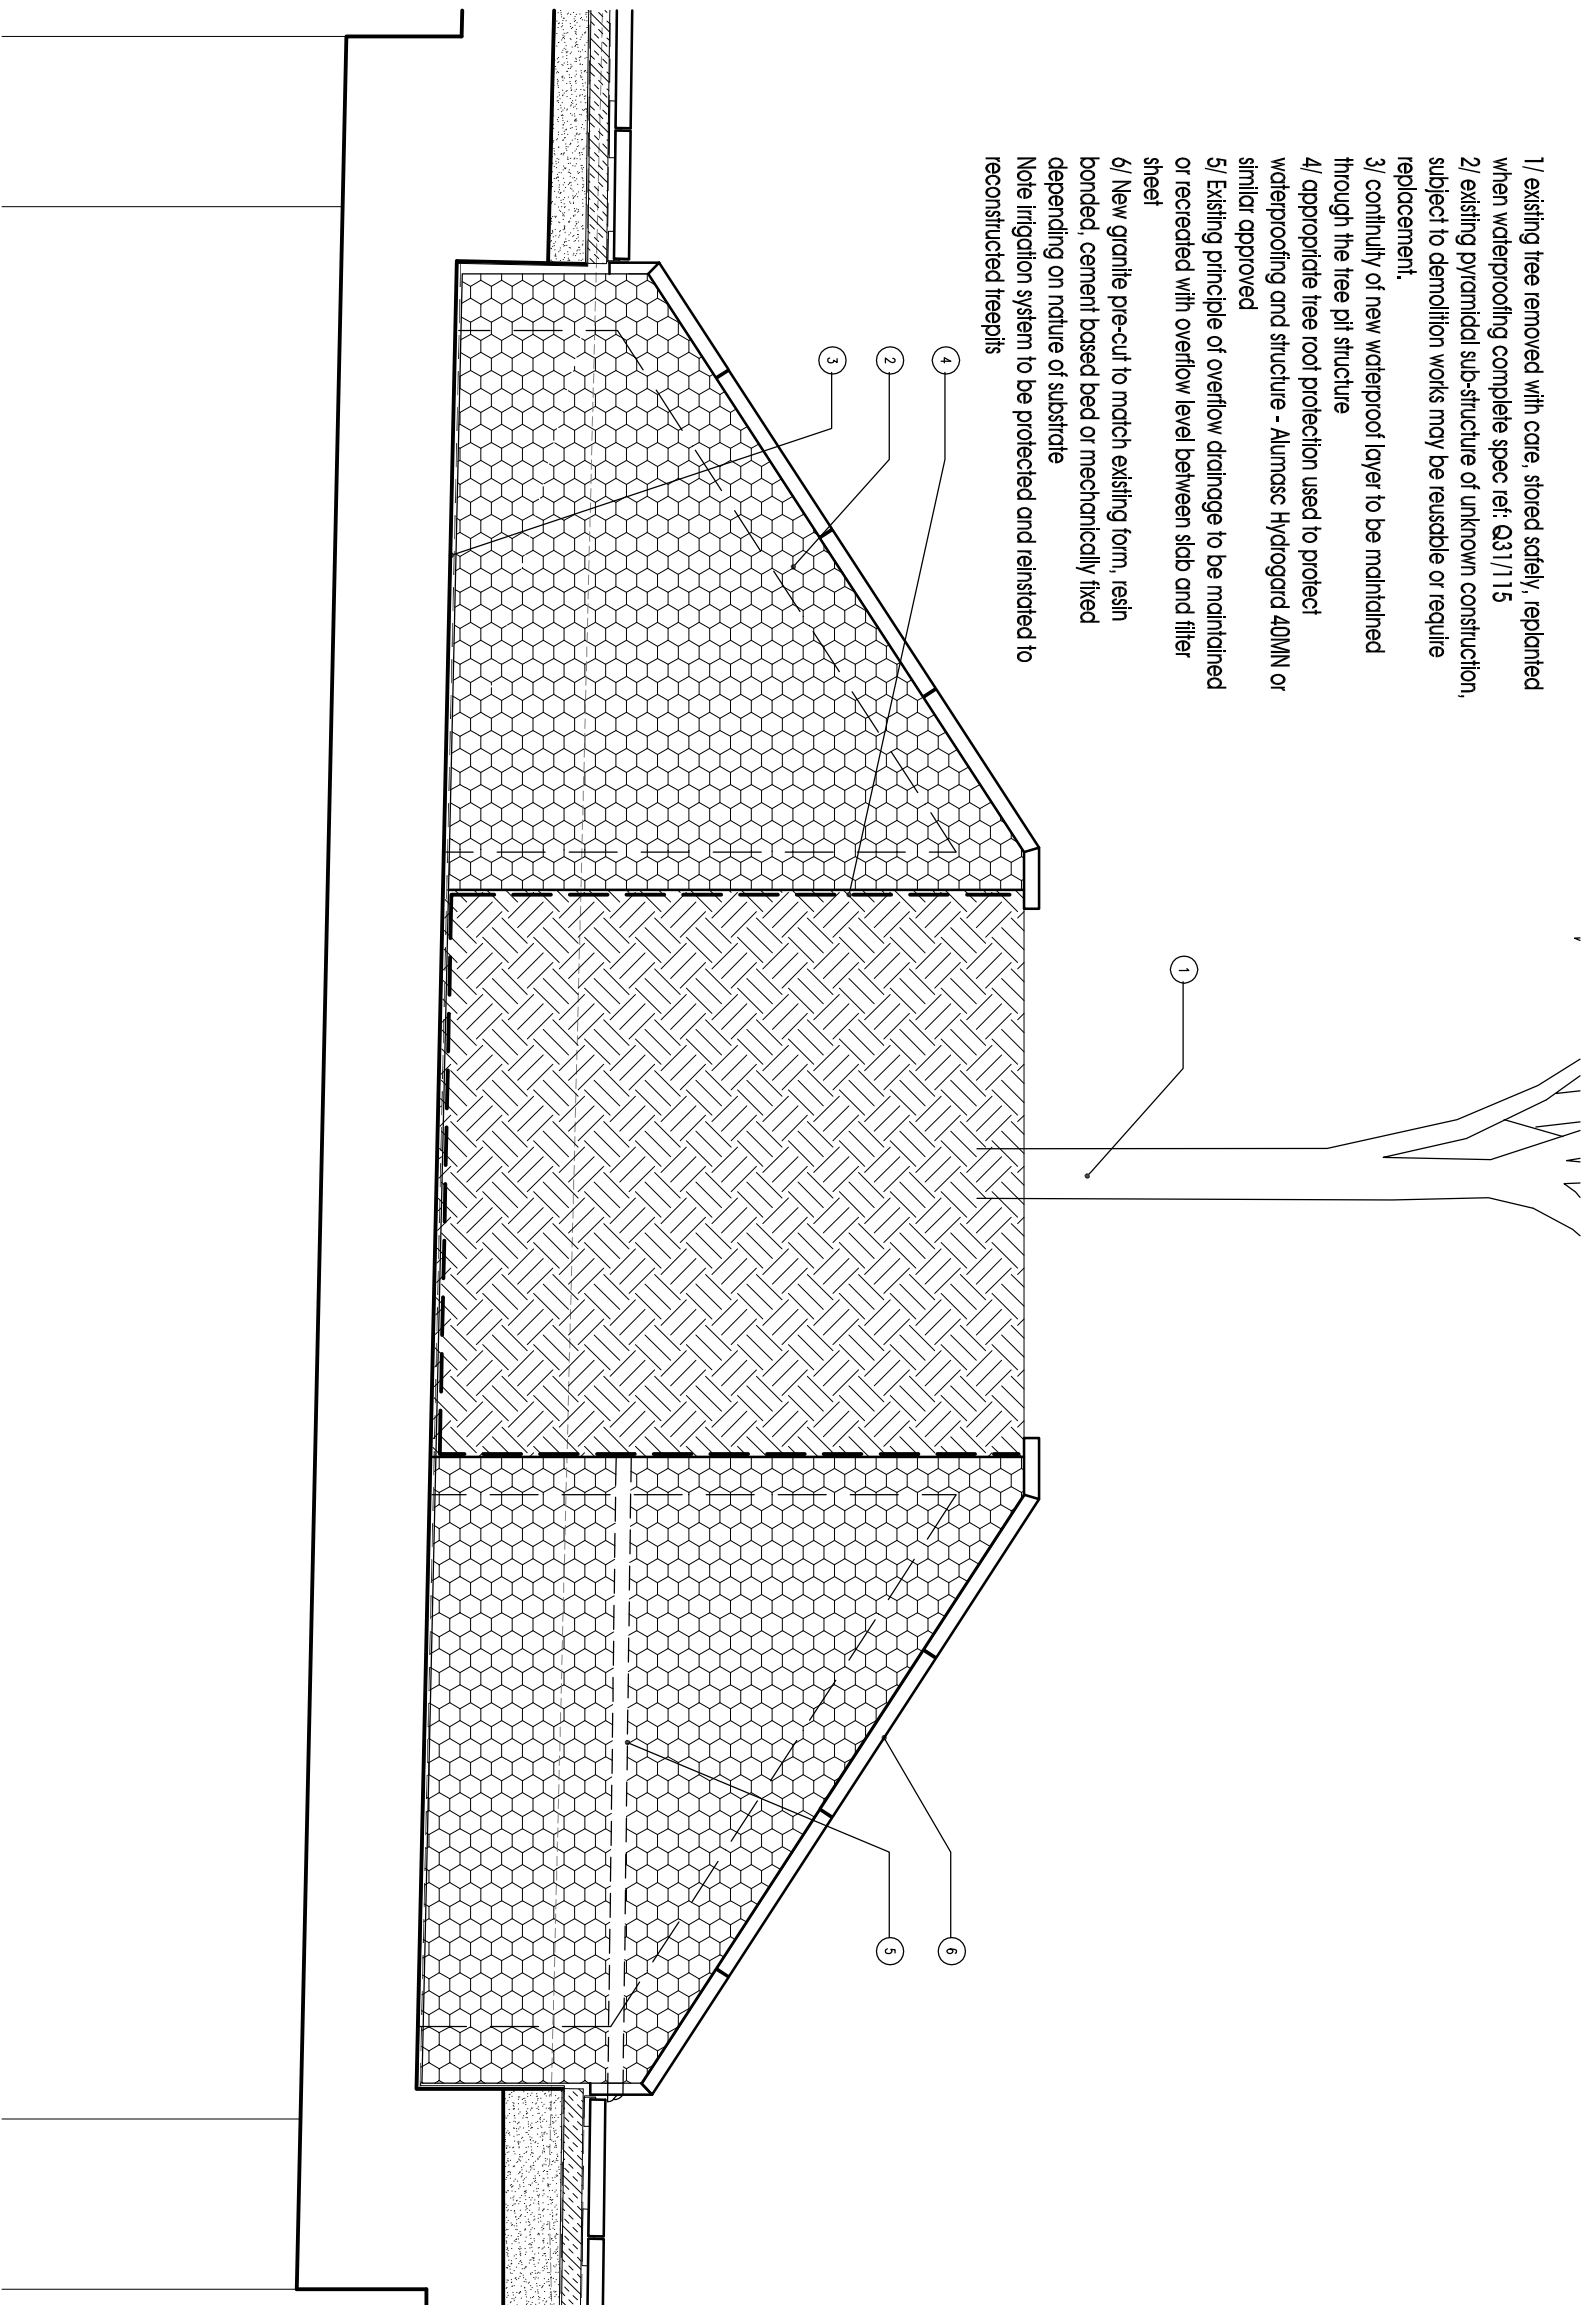 1/ existing tree removed with care, stored safely, replanted
when waterproofing complete spec ref: Q31/115
2/ existing pyramidal sub-structure of unknown construction,
subject to demolition works may be reusable or require
replacement.
3/ continuity of new waterproof layer to be maintained
through the tree pit structure
4/ appropriate tree root protection used to protect
waterproofing and structure - Alumasc Hydrogard 40MN or
similar approved
5/ Existing principle of overflow drainage to be maintained
or recreated with overflow level between slab and filter
sheet
6/ New granite pre-cut to match existing form, resin
bonded, cement based bed or mechanically fixed
depending on nature of substrate
Note irrigation system to be protected and reinstated to
reconstructed treepits
1
4
2
3
6
5